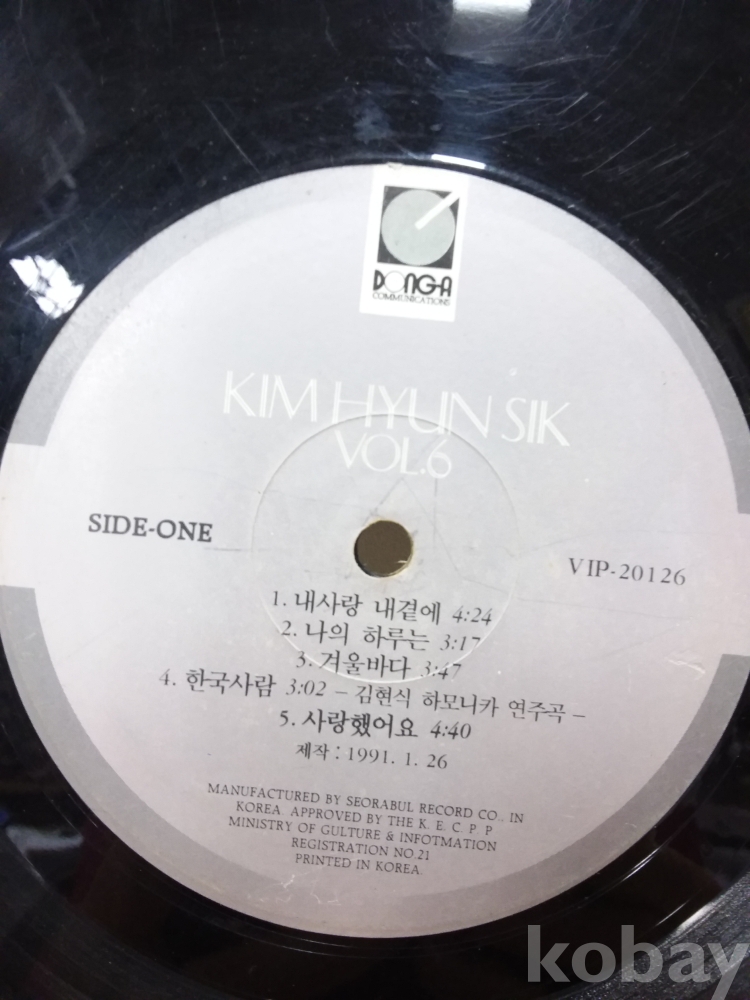 DONG-A
COMMUNICATIONS
KIM HYUN SIK
VOL.6
SIDE-ONE
VIP-20126
1. 내사랑 내곁에 4:24
2. 나의 하루는 3:17
3. 겨울바다 3:47
4. 한국사람 3:02 – 김현식 하모니카 연주곡 –
5. 사랑했어요 4:40
제작 : 1991. 1. 26
MANUFACTURED BY SEORABUL RECORD CO., IN
KOREA. APPROVED BY THE K. E. C. P. P
MINISTRY OF GULTURE & INFOTMATION
REGISTRATION NO.21
PRINTED IN KOREA.
kobay